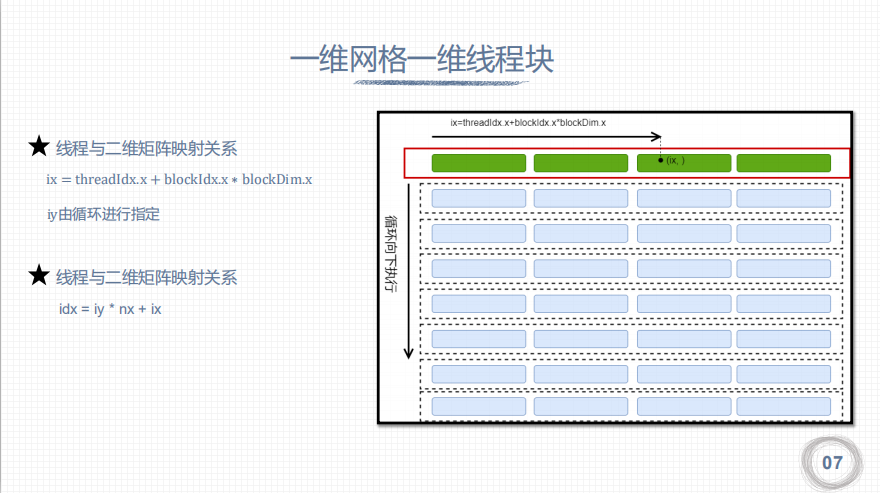 一维网格一维线程块
线程与二维矩阵映射关系
ix = threadIdx.x + blockIdx.x ∗ blockDim.x
iy由循环进行指定
线程与二维矩阵映射关系
idx = iy * nx + ix
ix=threadIdx.x+blockIdx.x*blockDim.x
(ix, )
循环向下执行
07